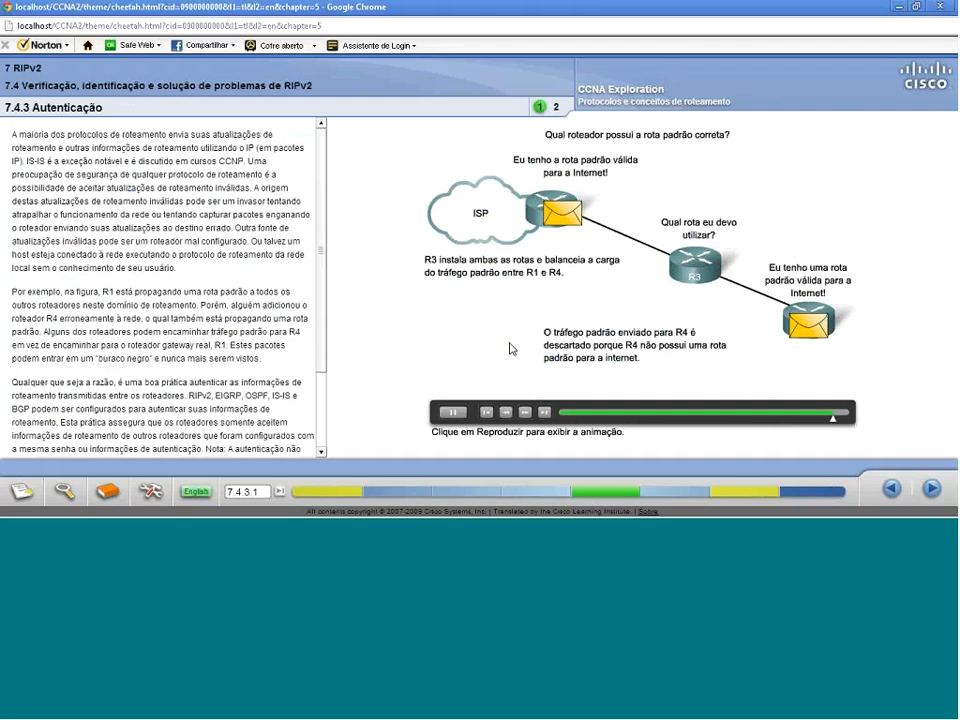 localhost/CCNA2/theme/cheetah.html?cid=0900000000&l1=tl&l2=en&chapter=5 - Google Chrome
localhost/CCNA2/theme/cheetah.html?cid=0900000000&l1=tl&l2=en&chapter=5
Norton
Safe Web
Compartilhar
Cofre aberto
Assistente de Login
7 RIPv2
7.4 Verificação, identificação e solução de problemas de RIPv2
7.4.3 Autenticação
1 2
CCNA Exploration
Protocolos e conceitos de roteamento
CISCO
A maioria dos protocolos de roteamento envia suas atualizações de
roteamento e outras informações de roteamento utilizando o IP (em pacotes
IP). IS-IS é a exceção notável e é discutido em cursos CCNP. Uma
preocupação de segurança de qualquer protocolo de roteamento é a
possibilidade de aceitar atualizações de roteamento inválidas. A origem
destas atualizações de roteamento inválidas pode ser um invasor tentando
atrapalhar o funcionamento da rede ou tentando capturar pacotes enganando
o roteador enviando suas atualizações ao destino errado. Outra fonte de
atualizações inválidas pode ser um roteador mal configurado. Ou talvez um
host esteja conectado à rede executando o protocolo de roteamento da rede
local sem o conhecimento de seu usuário.
Por exemplo, na figura, R1 está propagando uma rota padrão a todos os
outros roteadores neste domínio de roteamento. Porém, alguém adicionou o
roteador R4 erroneamente à rede, o qual também está propagando uma rota
padrão. Alguns dos roteadores podem encaminhar tráfego padrão para R4
em vez de encaminhar para o roteador gateway real, R1. Estes pacotes
podem entrar em um "buraco negro" e nunca mais serem vistos.
Qualquer que seja a razão, é uma boa prática autenticar as informações de
roteamento transmitidas entre os roteadores. RIPv2, EIGRP, OSPF, IS-IS e
BGP podem ser configurados para autenticar suas informações de
roteamento. Esta prática assegura que os roteadores somente aceitem
informações de roteamento de outros roteadores que foram configurados com
a mesma senha ou informações de autenticação. Nota: A autenticação não
Qual roteador possui a rota padrão correta?
Eu tenho a rota padrão válida
para a Internet!
ISP
Qual rota eu devo
utilizar?
R3 instala ambas as rotas e balanceia a carga
do tráfego padrão entre R1 e R4.
R3
Eu tenho uma rota
padrão válida para a
Internet!
O tráfego padrão enviado para R4 é
descartado porque R4 não possui uma rota
padrão para a internet.
Clique em Reproduzir para exibir a animação.
English
7.4.3.1
All contents copyright © 2007-2009 Cisco Systems, Inc. | Translated by the Cisco Learning Institute. | Sobre